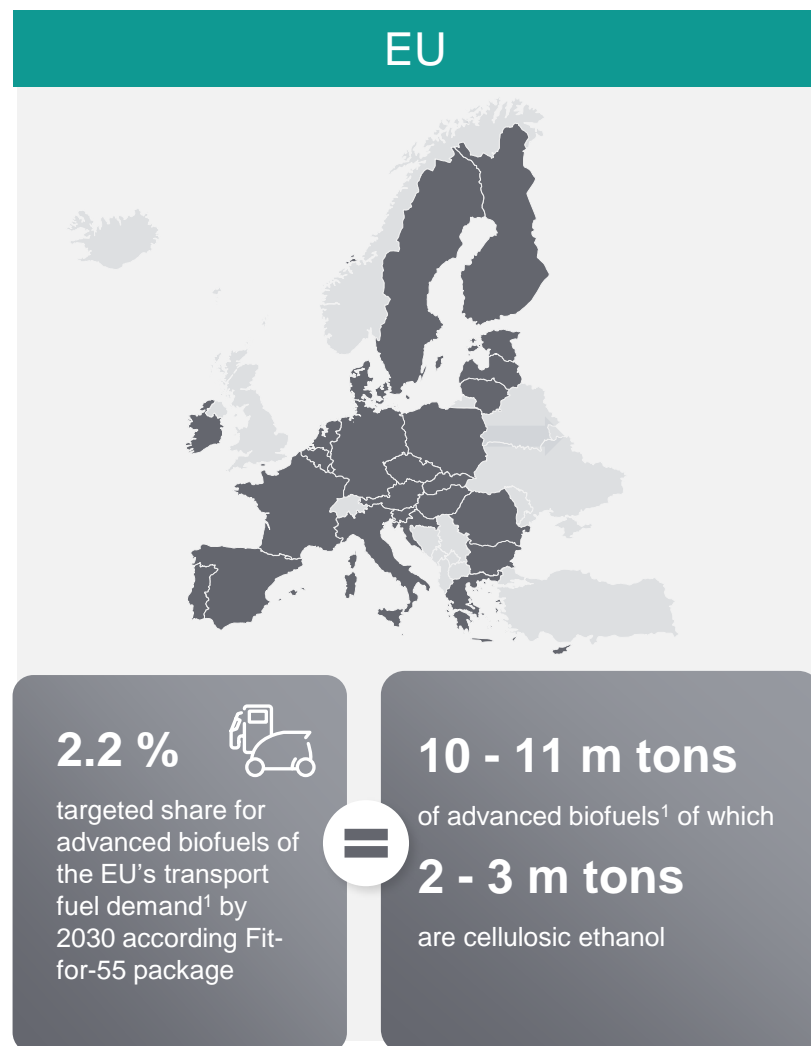 EU
2.2 %
targeted share for
advanced biofuels of
the EU’s transport
fuel demand¹ by
2030 according Fit-
for-55 package
10 - 11 m tons
of advanced biofuels¹ of which
2 - 3 m tons
are cellulosic ethanol